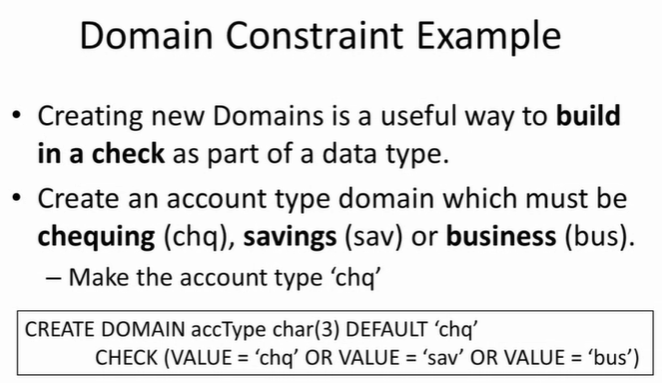 Domain Constraint Example
• Creating new Domains is a useful way to build
in a check as part of a data type.
• Create an account type domain which must be
chequing (chq), savings (sav) or business (bus).
– Make the account type ‘chq’
CREATE DOMAIN accType char(3) DEFAULT ‘chq’
CHECK (VALUE = ‘chq’ OR VALUE = ‘sav’ OR VALUE = ‘bus’)